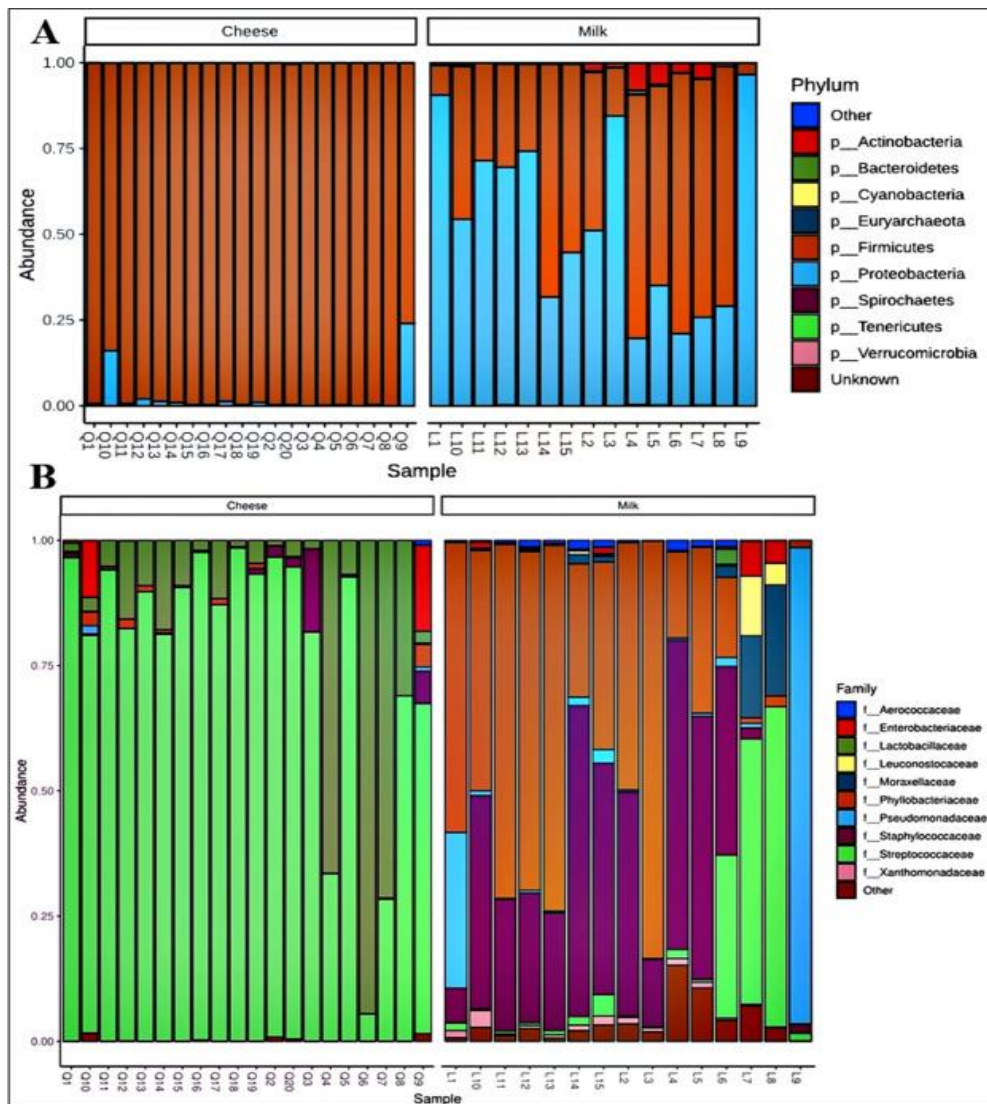 A
Cheese
Milk
1.00
0.75
0.50
0.25
0.00
Abundance
Q1
Q10
Q11
Q12
Q13
Q14
Q15
Q16
Q17
Q18
Q19
Q2
Q20
Q3
Q4
Q5
Q6
Q7
Q8
Q9
L1
L10
L11
L12
L13
L14
L15
L2
L3
L4
L5
L6
L7
L8
L9
Sample
Phylum
Other
p__Actinobacteria
p__Bacteroidetes
p__Cyanobacteria
p__Euryarchaeota
p__Firmicutes
p__Proteobacteria
p__Spirochaetes
p__Tenericutes
p__Verrucomicrobia
Unknown
B
Cheese
Milk
1.00
0.75
0.50
0.25
0.00
Abundance
Q1
Q10
Q11
Q12
Q13
Q14
Q15
Q16
Q17
Q18
Q19
Q2
Q20
Q3
Q4
Q5
Q6
Q7
Q8
Q9
L1
L10
L11
L12
L13
L14
L15
L2
L3
L4
L5
L6
L7
L8
L9
Sample
Family
f__Aerococcaceae
f__Enterobacteriaceae
f__Lactobacillaceae
f__Leuconostocaceae
f__Moraxellaceae
f__Phyllobacteriaceae
f__Pseudomonadaceae
f__Staphylococcaceae
f__Streptococcaceae
f__Xanthomonadaceae
Other